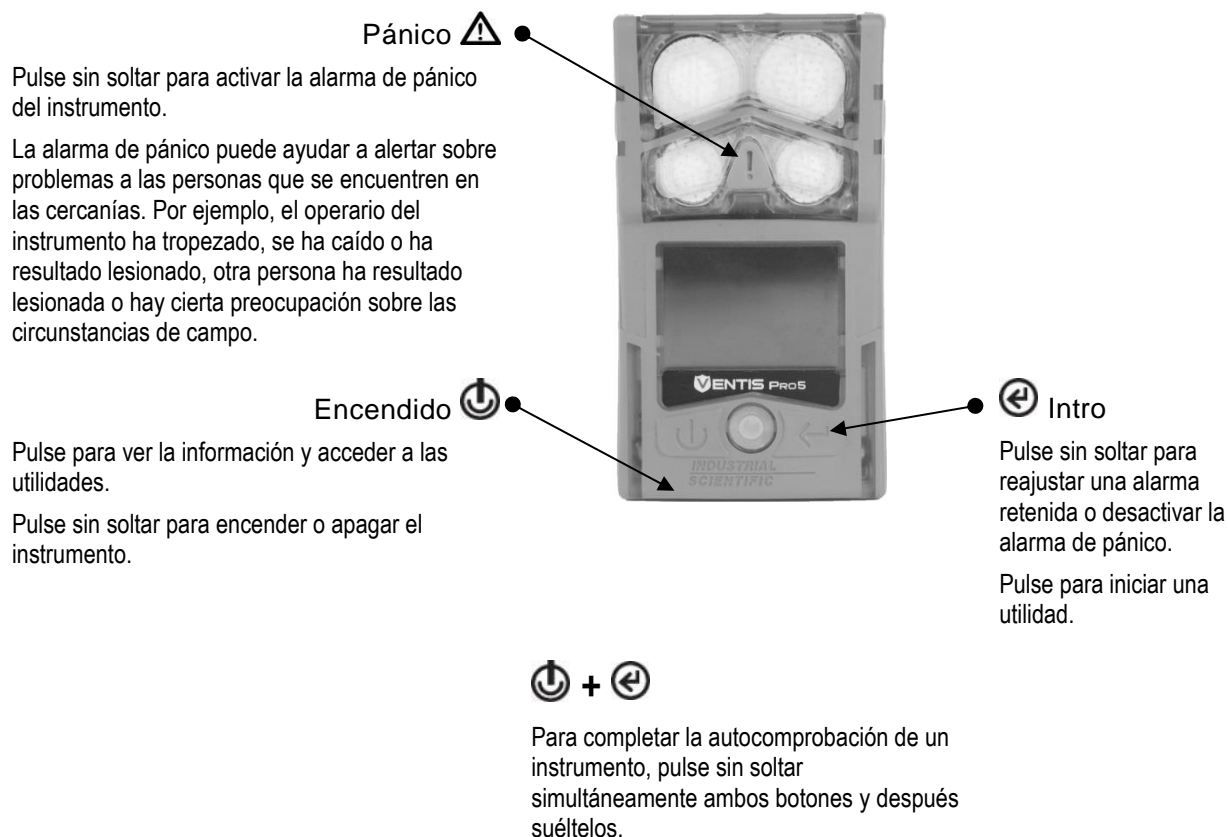 Pánico
Pulse sin soltar para activar la alarma de pánico
del instrumento.
La alarma de pánico puede ayudar a alertar sobre
problemas a las personas que se encuentren en
las cercanías. Por ejemplo, el operario del
instrumento ha tropezado, se ha caído o ha
resultado lesionado, otra persona ha resultado
lesionada o hay cierta preocupación sobre las
circunstancias de campo.
Encendido
Pulse para ver la información y acceder a las
utilidades.
Pulse sin soltar para encender o apagar el
instrumento.
!
VENTIS PRO5
INDUSTRIAL
SCIENTIFIC
Intro
Pulse sin soltar para
reajustar una alarma
retenida o desactivar la
alarma de pánico.
Pulse para iniciar una
utilidad.
+
Para completar la autocomprobación de un
instrumento, pulse sin soltar
simultáneamente ambos botones y después
suéltelos.